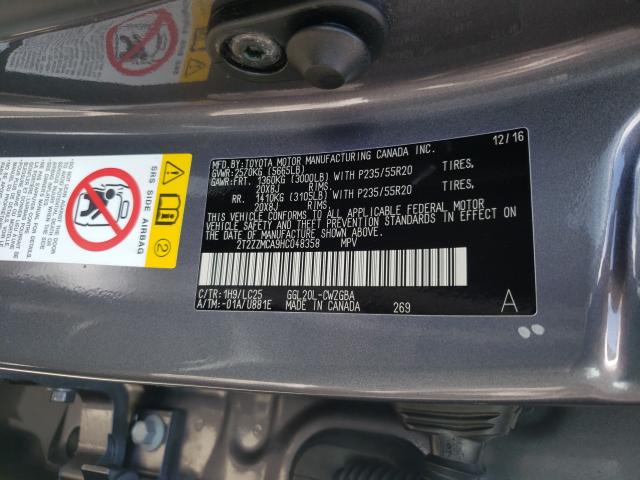 12/16
MFD.BY:TOYOTA MOTOR MANUFACTURING CANADA INC.
GVWR:2570KG (5665LB)
GAWR:FRT. 1360KG (3000LB) WITH P235/55R20 TIRES,
20X8J RIMS.
RR. 1410KG (3105LB) WITH P235/55R20 TIRES,
20X8J RIMS.
THIS VEHICLE CONFORMS TO ALL APPLICABLE FEDERAL MOTOR
VEHICLE SAFETY AND THEFT PREVENTION STANDARDS IN EFFECT ON
THE DATE OF MANUFACTURE SHOWN ABOVE.
2T2ZZMCA9HC048358 MPV
C/TR:1H9/LC25 GGL20L-CWZGBA
A/TM:-01A/U881E MADE IN CANADA 269
A
SRS SIDE AIRBAG